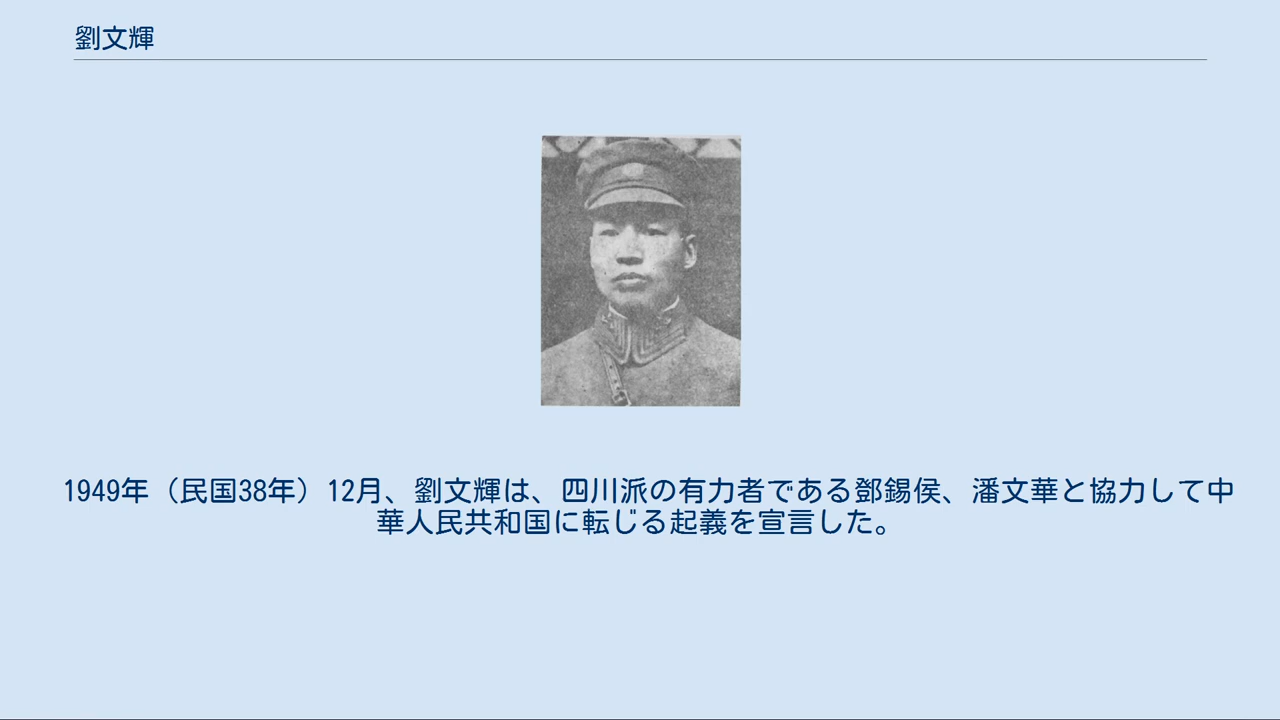 劉文輝
1949年（民国38年）12月、劉文輝は、四川派の有力者である鄧錫侯、潘文華と協力して中
華人民共和国に転じる起義を宣言した。